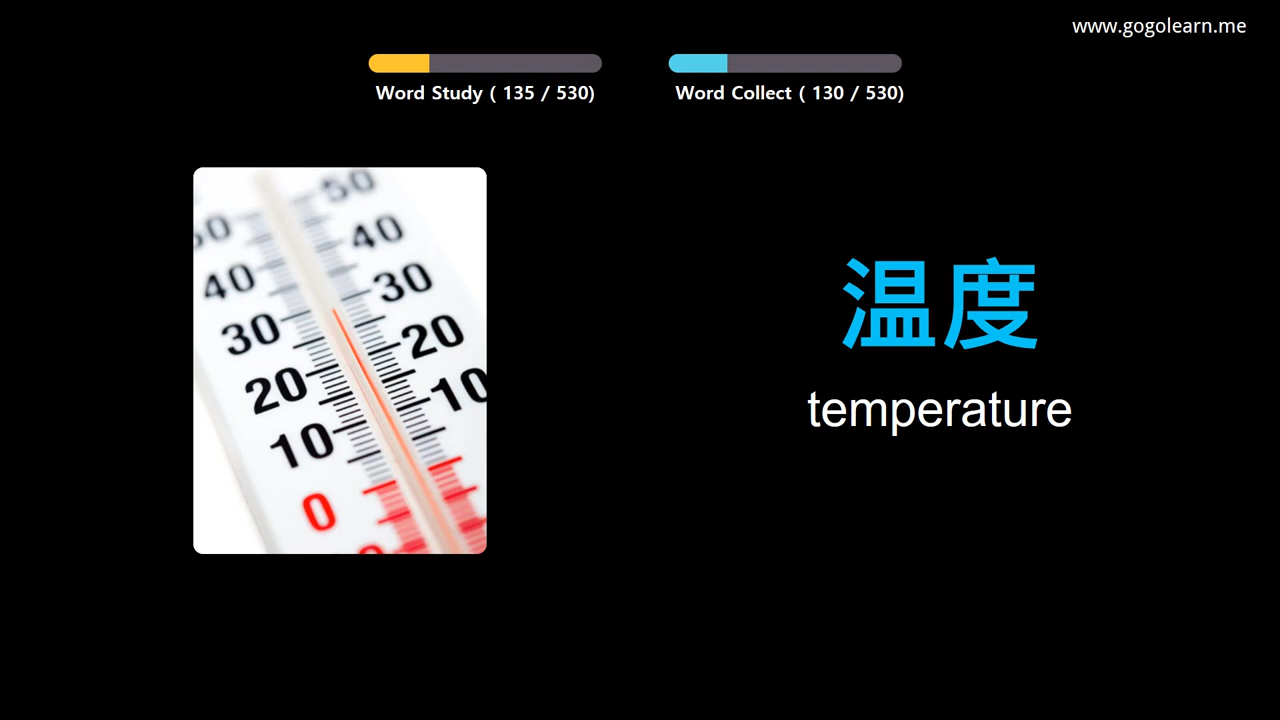 www.gogolearn.me
Word Study ( 135 / 530)
Word Collect ( 130 / 530)
50
50
40
40
30
30
20
20
10
10
0
温度
temperature